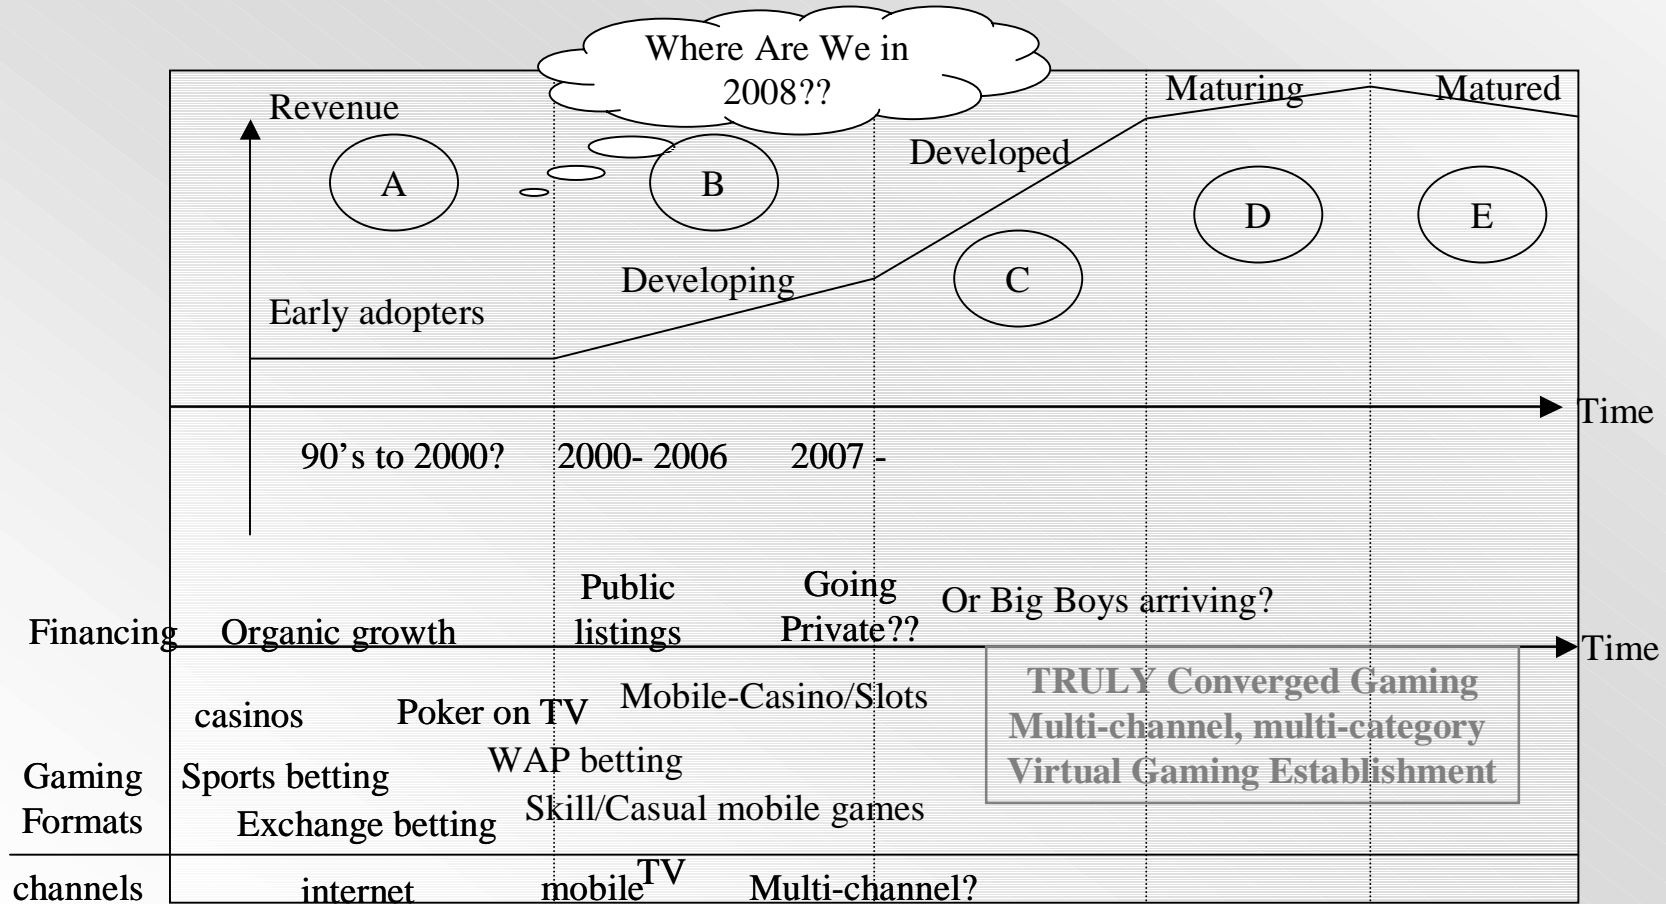 Where Are We in
2008??
Revenue
Maturing
Matured
A
B
Developed
D
E
Developing
C
Early adopters
Time
90’s to 2000?
2000- 2006
2007 -
Public
listings
Going
Private??
Or Big Boys arriving?
Financing
Organic growth
Time
casinos
Poker on TV
Mobile-Casino/Slots
TRULY Converged Gaming
Multi-channel, multi-category
Virtual Gaming Establishment
WAP betting
Gaming
Formats
Sports betting
Skill/Casual mobile games
Exchange betting
channels
internet
mobile
TV
Multi-channel?